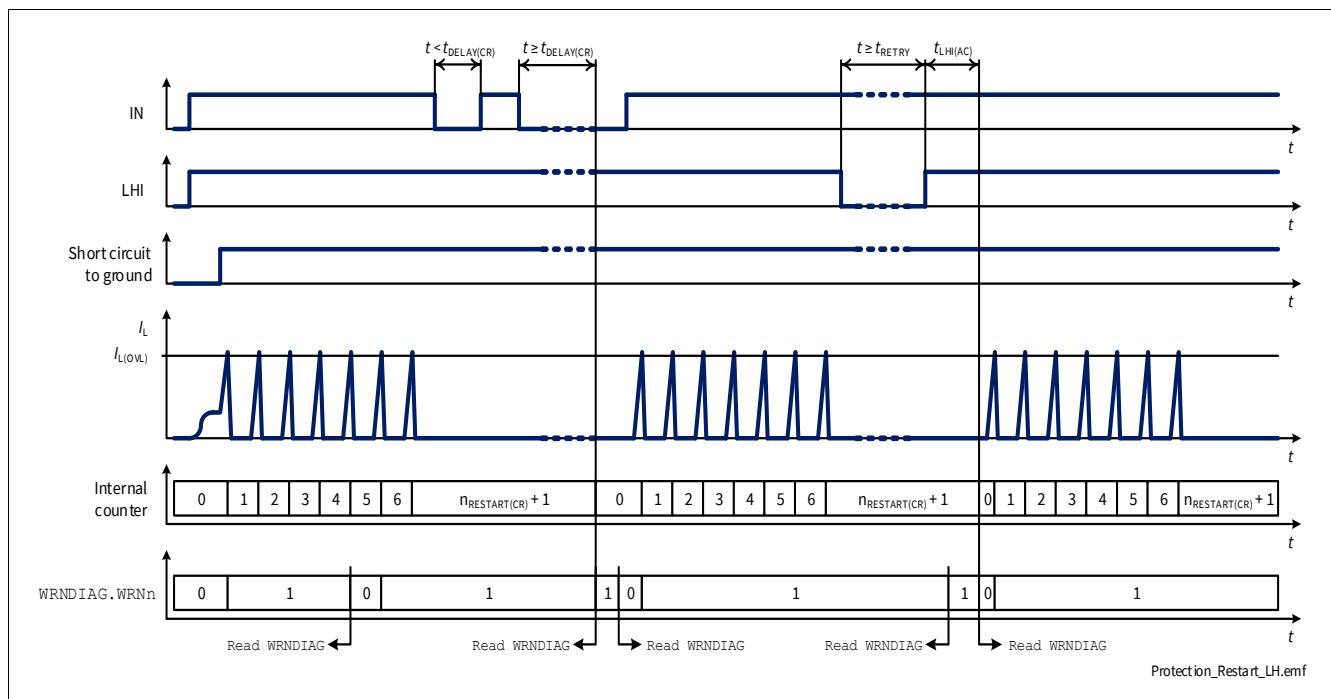 t < tDELAY(CR) t ≥ tDELAY(CR) t ≥ tRETRY tLHI(AC)
IN
t
LHI
t
Short circuit
to ground
t
IL
IL(OVL)
t
Internal
counter
0 1 2 3 4 5 6 nRESTART(CR) + 1 0 1 2 3 4 5 6 nRESTART(CR) + 1 0 1 2 3 4 5 6 nRESTART(CR) + 1
t
WRNDIAG.WRNn
0 1 0 1 1 0 1 1 0 1
t
Read WRNDIAG Read WRNDIAG Read WRNDIAG Read WRNDIAG Read WRNDIAG
Protection_Restart_LH.emf